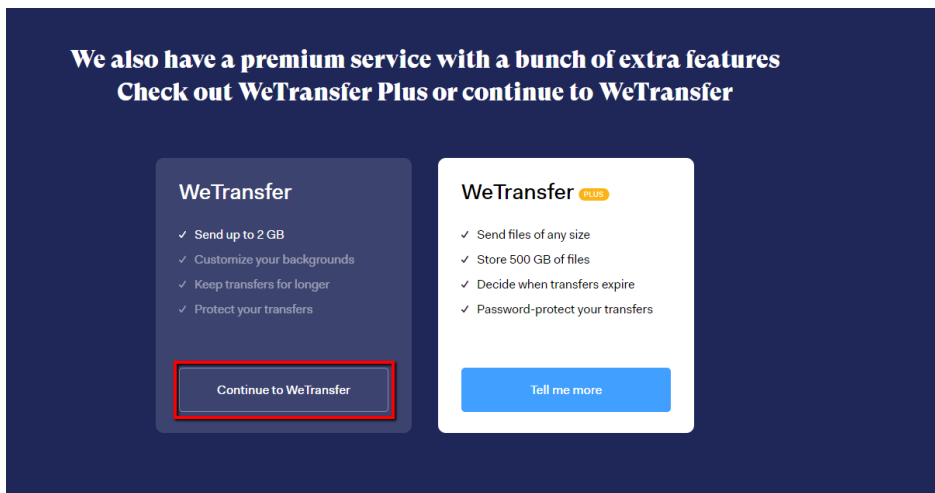 We also have a premium service with a bunch of extra features
Check out WeTransfer Plus or continue to WeTransfer
WeTransfer
✓ Send up to 2 GB
✓ Customize your backgrounds
✓ Keep transfers for longer
✓ Protect your transfers
Continue to WeTransfer
WeTransfer PLUS
✓ Send files of any size
✓ Store 500 GB of files
✓ Decide when transfers expire
✓ Password-protect your transfers
Tell me more